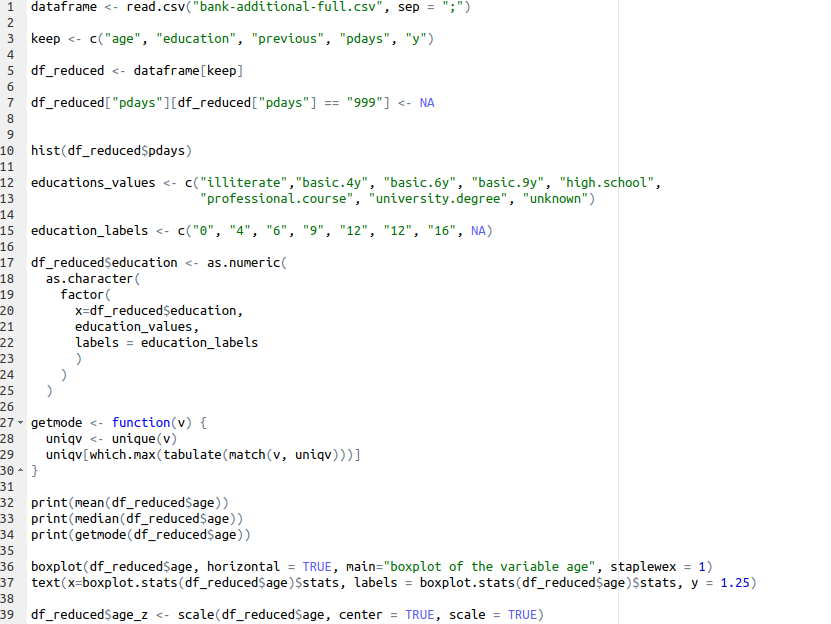 1 dataframe <- read.csv("bank-additional-full.csv", sep = ";")
2
3 keep <- c("age", "education", "previous", "pdays", "y")
4
5 df_reduced <- dataframe[keep]
6
7 df_reduced["pdays"][df_reduced["pdays"] == "999"] <- NA
8
9
10 hist(df_reduced$pdays)
11
12 educations_values <- c("illiterate","basic.4y", "basic.6y", "basic.9y", "high.school",
13                        "professional.course", "university.degree", "unknown")
14
15 education_labels <- c("0", "4", "6", "9", "12", "12", "16", NA)
16
17 df_reduced$education <- as.numeric(
18   as.character(
19     factor(
20       x=df_reduced$education,
21       education_values,
22       labels = education_labels
23       )
24     )
25   )
26
27 getmode <- function(v) {
28   uniqv <- unique(v)
29   uniqv[which.max(tabulate(match(v, uniqv)))]
30 }
31
32 print(mean(df_reduced$age))
33 print(median(df_reduced$age))
34 print(getmode(df_reduced$age))
35
36 boxplot(df_reduced$age, horizontal = TRUE, main="boxplot of the variable age", staplewex = 1)
37 text(x=boxplot.stats(df_reduced$age)$stats, labels = boxplot.stats(df_reduced$age)$stats, y = 1.25)
38
39 df_reduced$age_z <- scale(df_reduced$age, center = TRUE, scale = TRUE)